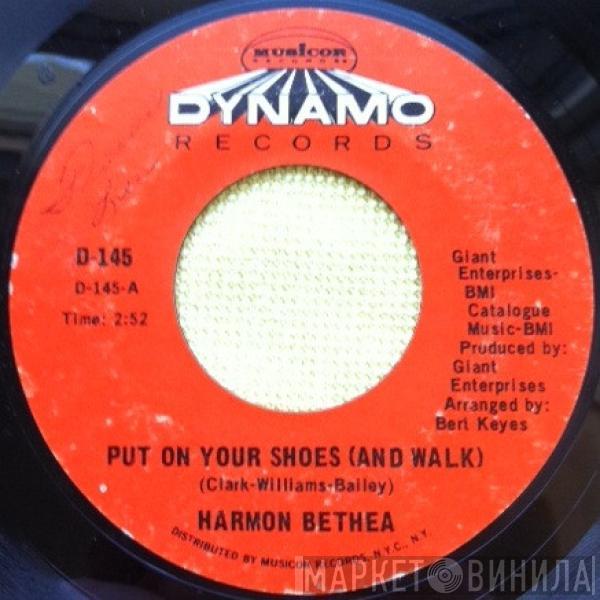 MUSICOR
RECORDS
DYNAMO
RECORDS
D-145
D-145-A
Time: 2:52
Giant
Enterprises-
BMI
Catalogue
Music-BMI
Produced by:
Giant
Enterprises
Arranged by:
Bert Keyes
PUT ON YOUR SHOES (AND WALK)
(Clark-Williams-Bailey)
HARMON BETHEA
DISTRIBUTED BY MUSICOR RECORDS, N.Y.C., N.Y.
МАРКЕТ ВИНИЛА